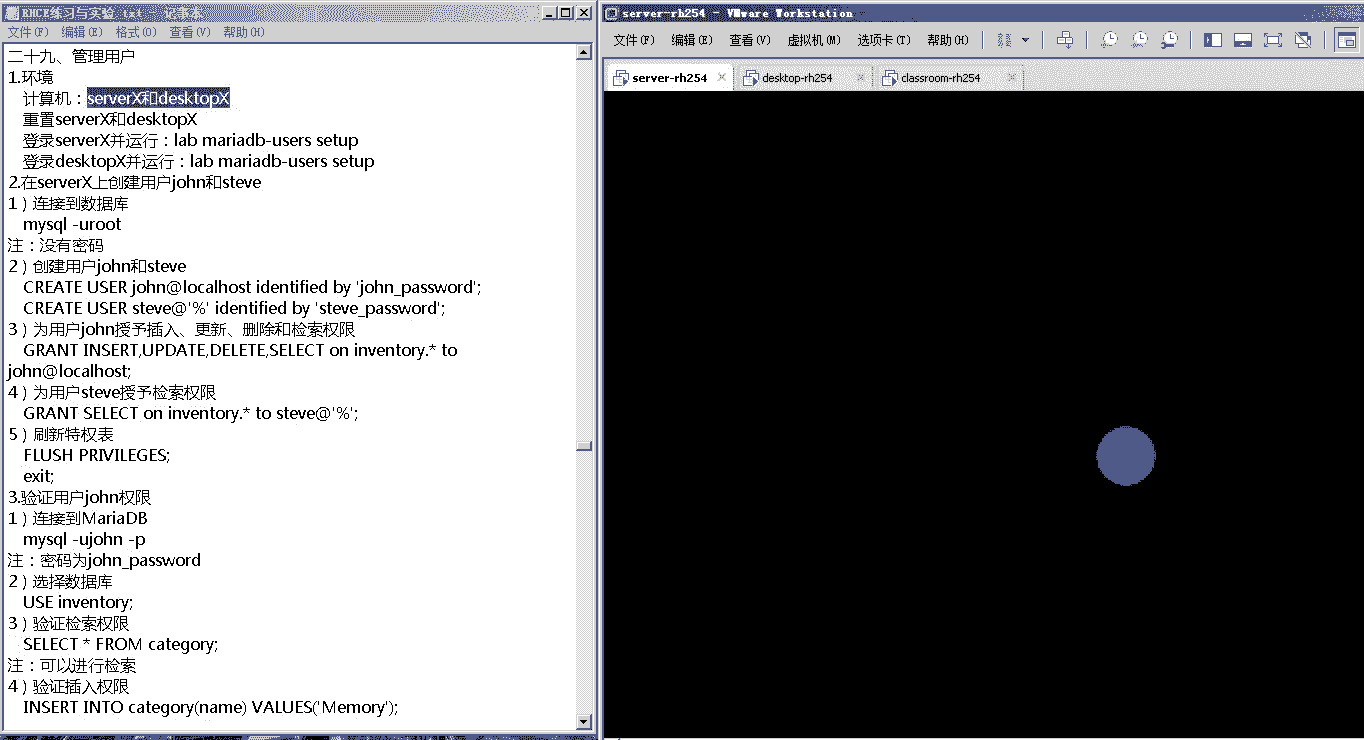 RHCE练习与实验.txt - 记事本
文件(F) 编辑(E) 格式(O) 查看(V) 帮助(H)
二十九、管理用户
1.环境
计算机：serverX和desktopX
重置serverX和desktopX
登录serverX并运行：lab mariadb-users setup
登录desktopX并运行：lab mariadb-users setup
2.在serverX上创建用户john和steve
1）连接到数据库
mysql -uroot
注：没有密码
2）创建用户john和steve
CREATE USER john@localhost identified by 'john_password';
CREATE USER steve@'%' identified by 'steve_password';
3）为用户john授予插入、更新、删除和检索权限
GRANT INSERT,UPDATE,DELETE,SELECT on inventory.* to
john@localhost;
4）为用户steve授予检索权限
GRANT SELECT on inventory.* to steve@'%';
5）刷新特权表
FLUSH PRIVILEGES;
exit;
3.验证用户john权限
1）连接到MariaDB
mysql -ujohn -p
注：密码为john_password
2）选择数据库
USE inventory;
3）验证检索权限
SELECT * FROM category;
注：可以进行检索
4）验证插入权限
INSERT INTO category(name) VALUES('Memory');
server-rh254 - VMware Workstation
文件(F) 编辑(E) 查看(V) 虚拟机(M) 选项卡(T) 帮助(H)
server-rh254 desktop-rh254 classroom-rh254